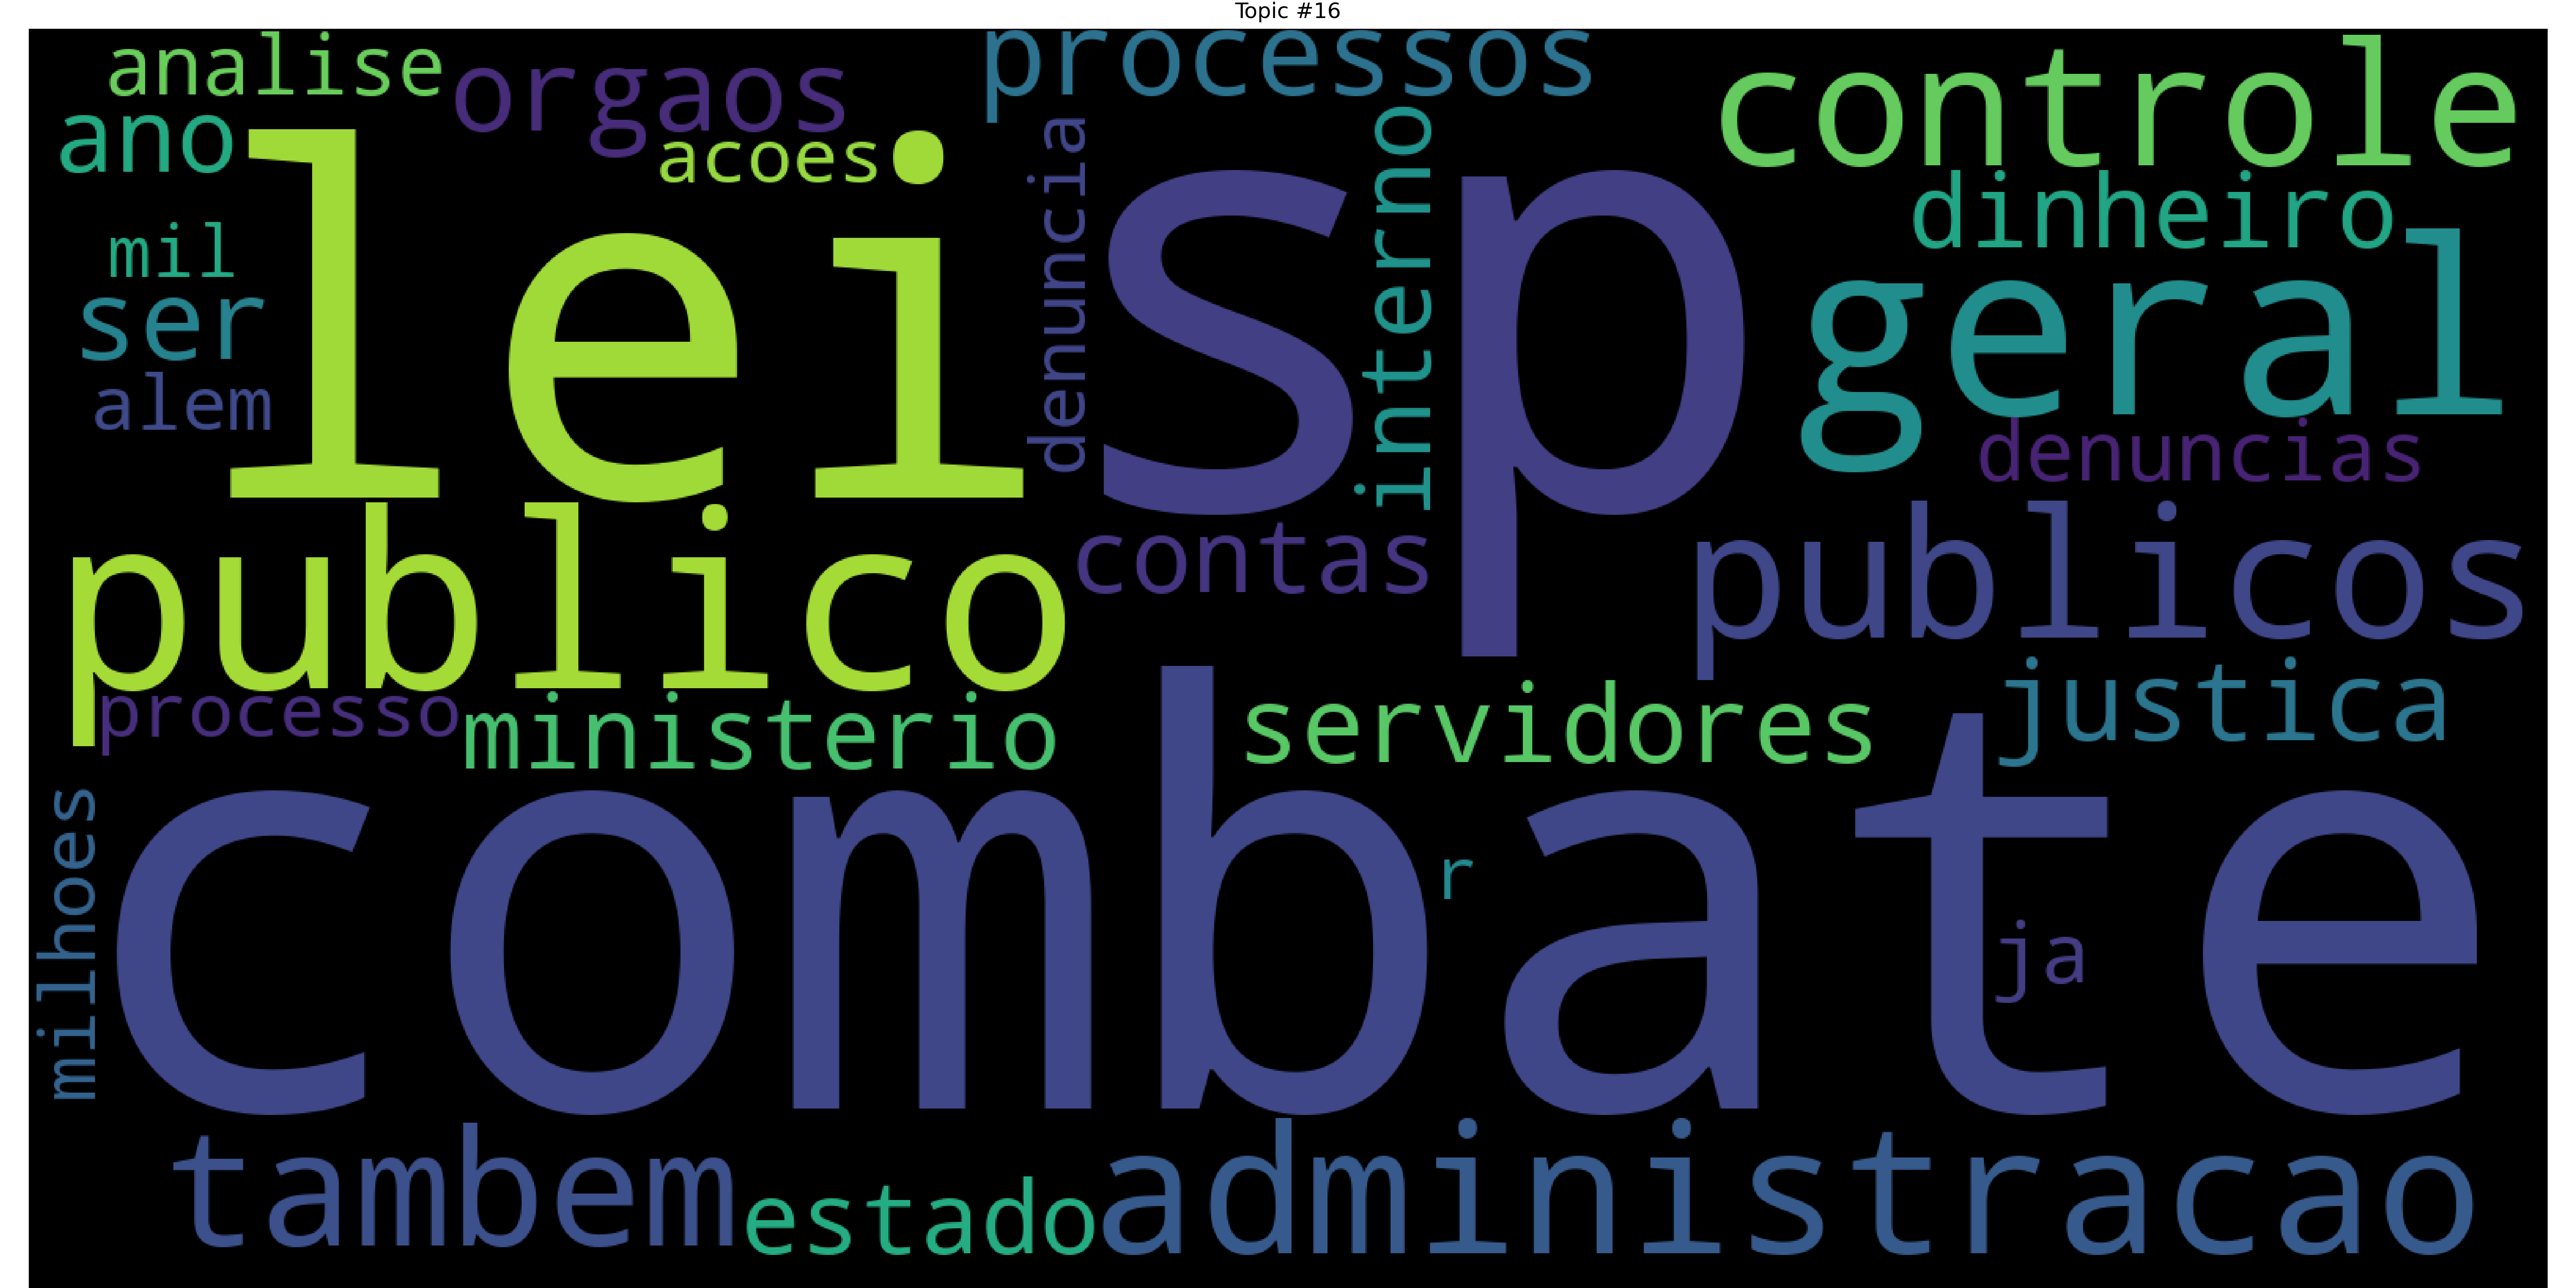 Topic #16
analise
orgaos
processos
controle
ano
acoes
denuncia
interno
dinheiro
lei
sp
geral
mil
ser
alem
denuncias
publico
contas
publicos
processo
ministerio
servidores
justica
milhoes
combate
r
ja
tambem
estado
administracao